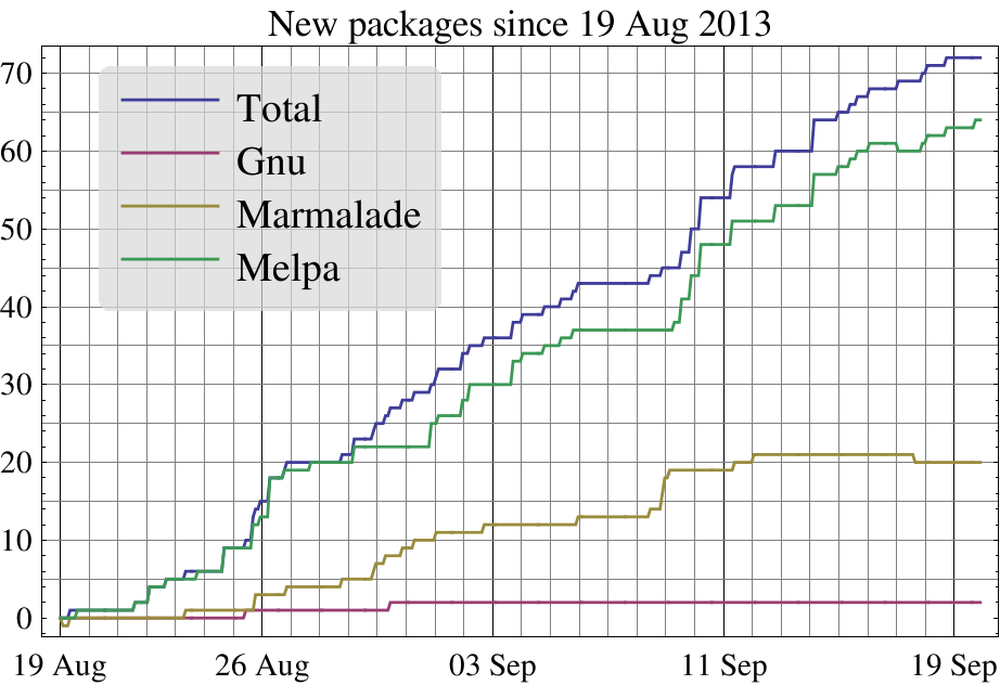 New packages since 19 Aug 2013
70
60
50
40
30
20
10
0
Total
Gnu
Marmalade
Melpa
19 Aug 26 Aug 03 Sep 11 Sep 19 Sep